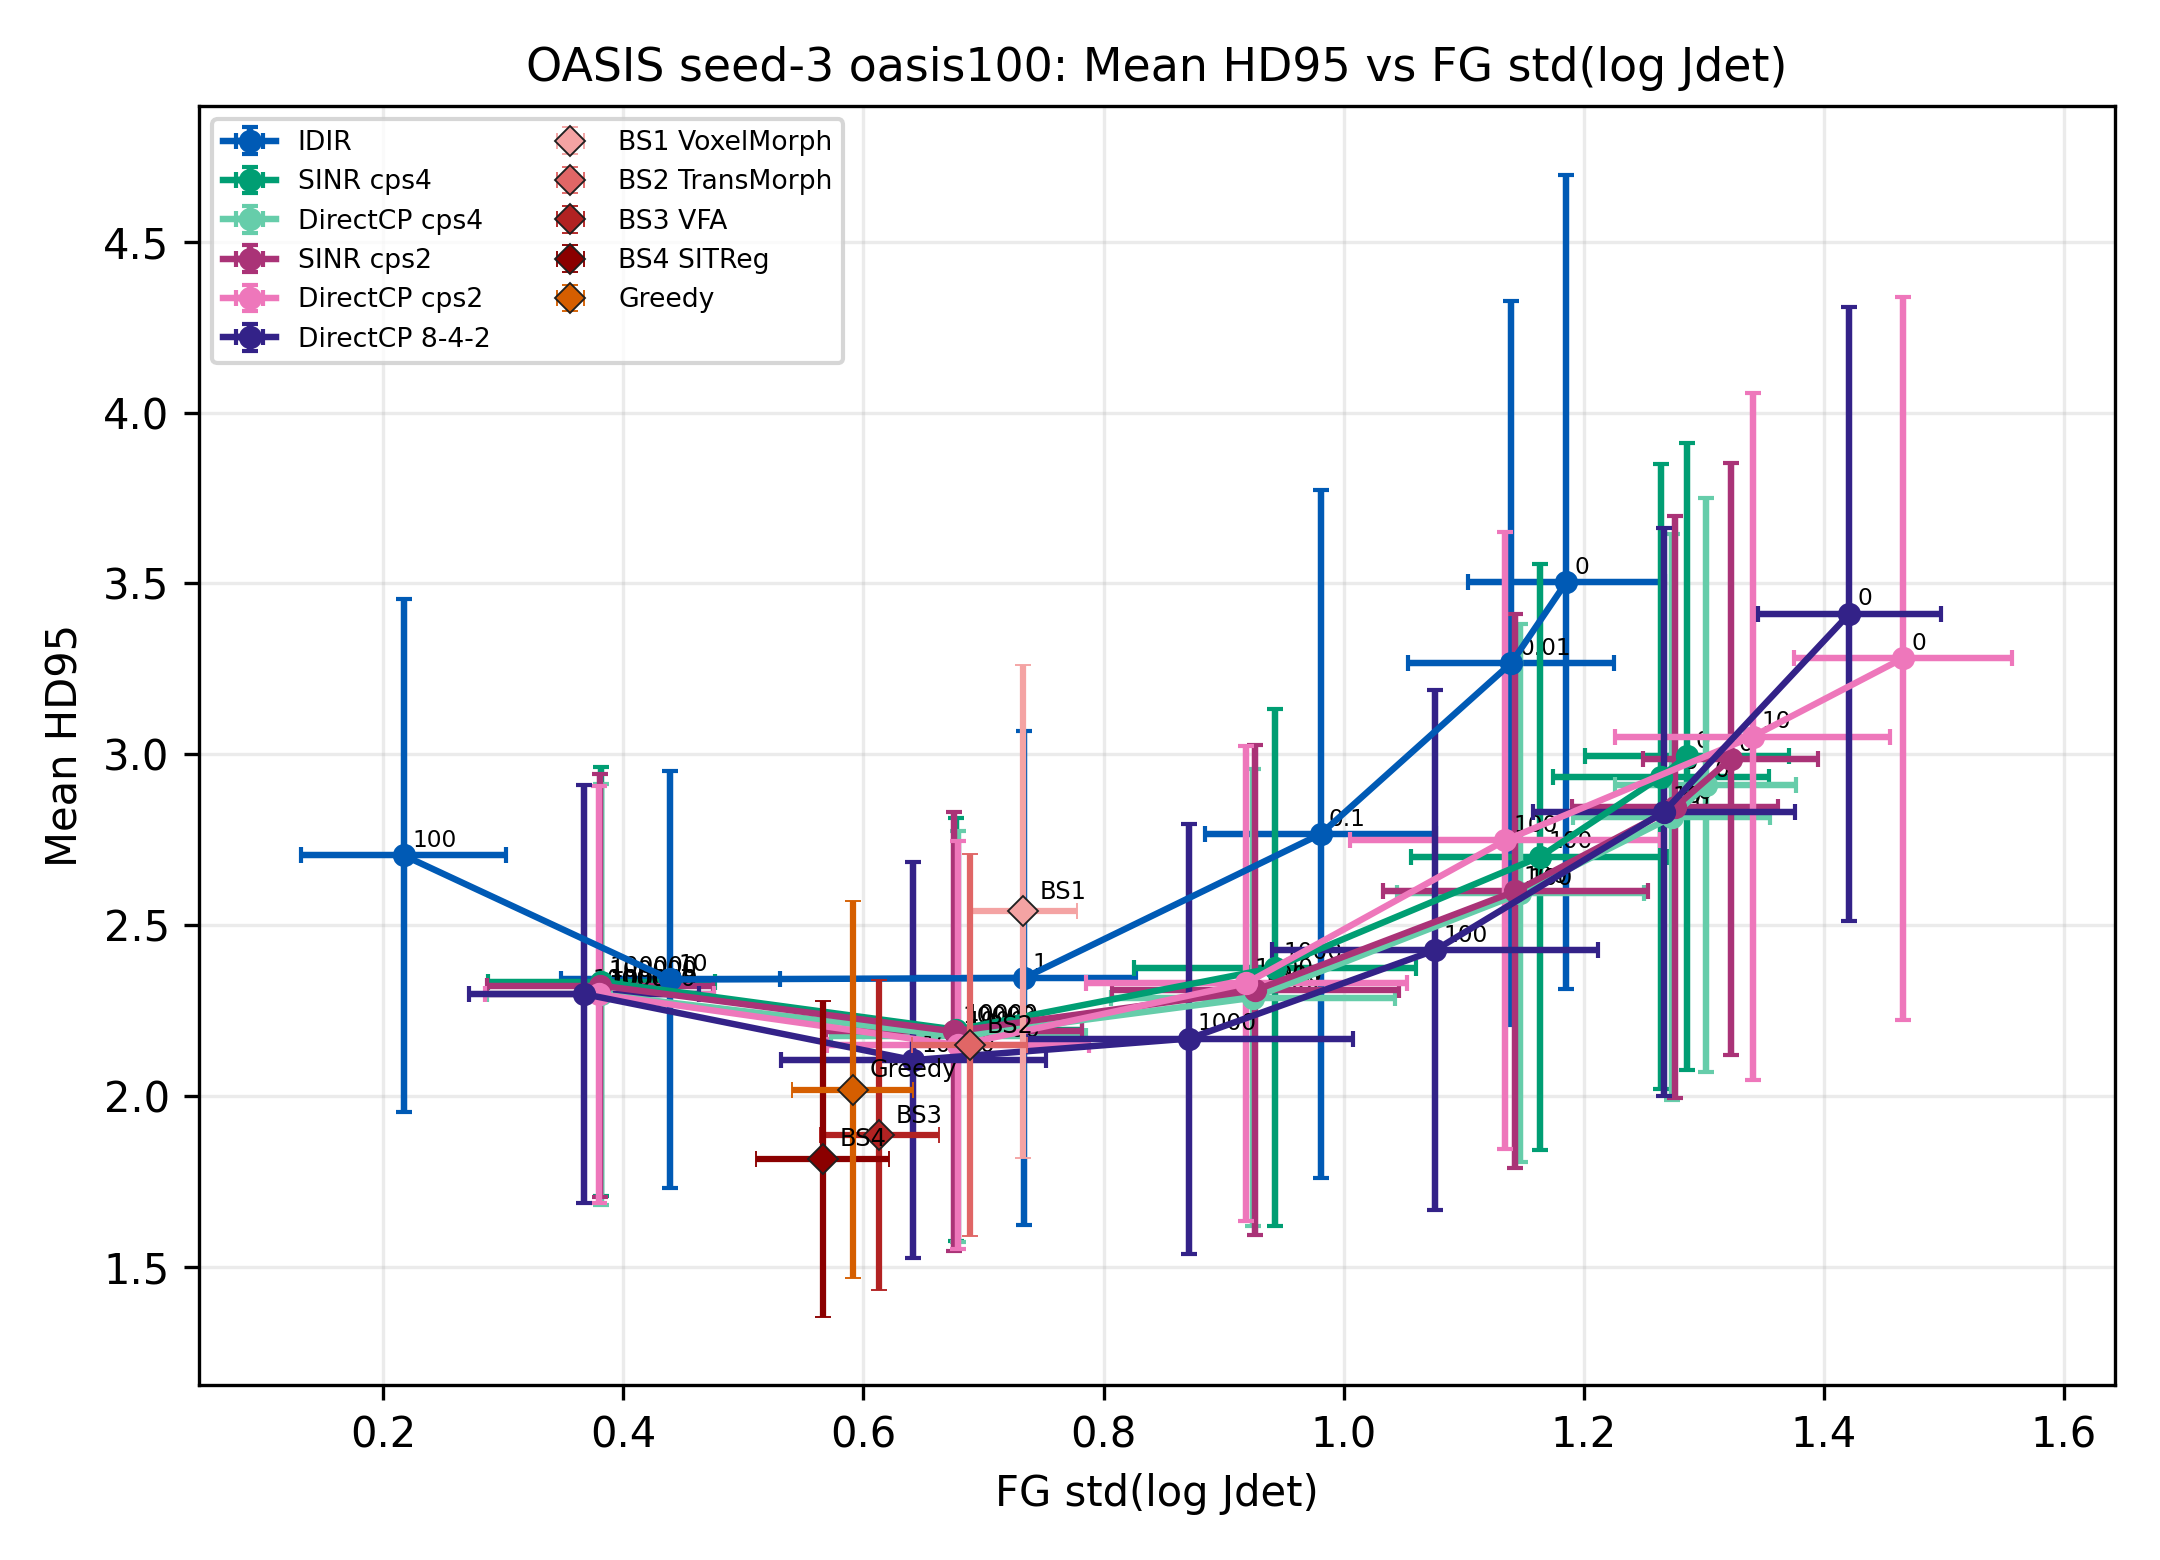 OASIS seed-3 oasis100: Mean HD95 vs FG std(log Jdet)
IDIR
SINR cps4
DirectCP cps4
SINR cps2
DirectCP cps2
DirectCP 8-4-2
BS1 VoxelMorph
BS2 TransMorph
BS3 VFA
BS4 SITReg
Greedy
Mean HD95
4.5
4.0
3.5
3.0
2.5
2.0
1.5
0
0.01
0
0
10
0.1
100
100
100
100
BS1
1
10
1000
BS2
Greedy
BS3
BS4
0.2
0.4
0.6
0.8
1.0
1.2
1.4
1.6
FG std(log Jdet)